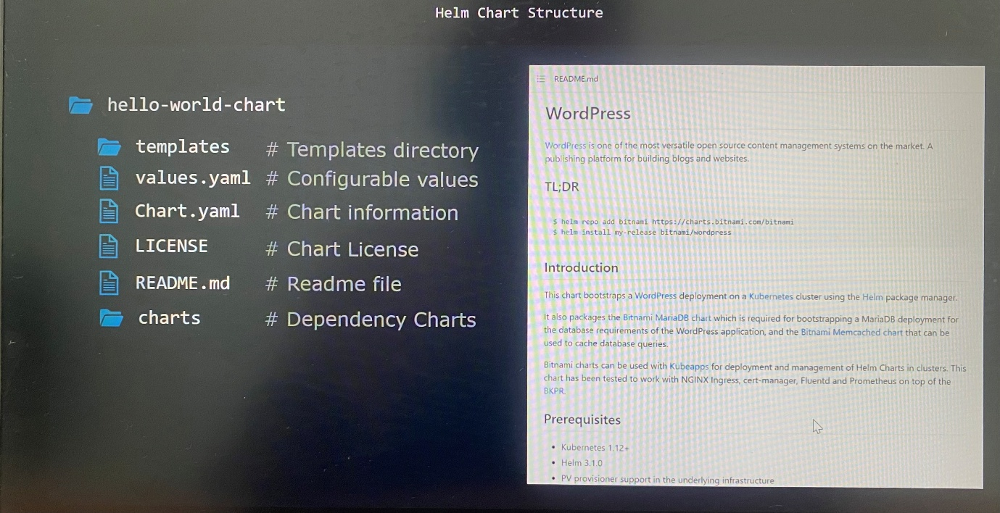 Helm Chart Structure
hello-world-chart
templates # Templates directory
values.yaml # Configurable values
Chart.yaml # Chart information
LICENSE # Chart License
README.md # Readme file
charts # Dependency Charts
README.md
WordPress
WordPress is one of the most versatile open source content management systems on the market. A
publishing platform for building blogs and websites.
TL;DR
$ helm repo add bitnami https://charts.bitnami.com/bitnami
$ helm install my-release bitnami/wordpress
Introduction
This chart bootstraps a WordPress deployment on a Kubernetes cluster using the Helm package manager.
It also packages the Bitnami MariaDB chart which is required for bootstrapping a MariaDB deployment for
the database requirements of the WordPress application, and the Bitnami Memcached chart that can be
used to cache database queries.
Bitnami charts can be used with Kubeapps for deployment and management of Helm Charts in clusters. This
chart has been tested to work with NGINX Ingress, cert-manager, Fluentd and Prometheus on top of the
BKPR.
Prerequisites
• Kubernetes 1.12+
• Helm 3.1.0
• PV provisioner support in the underlying infrastructure